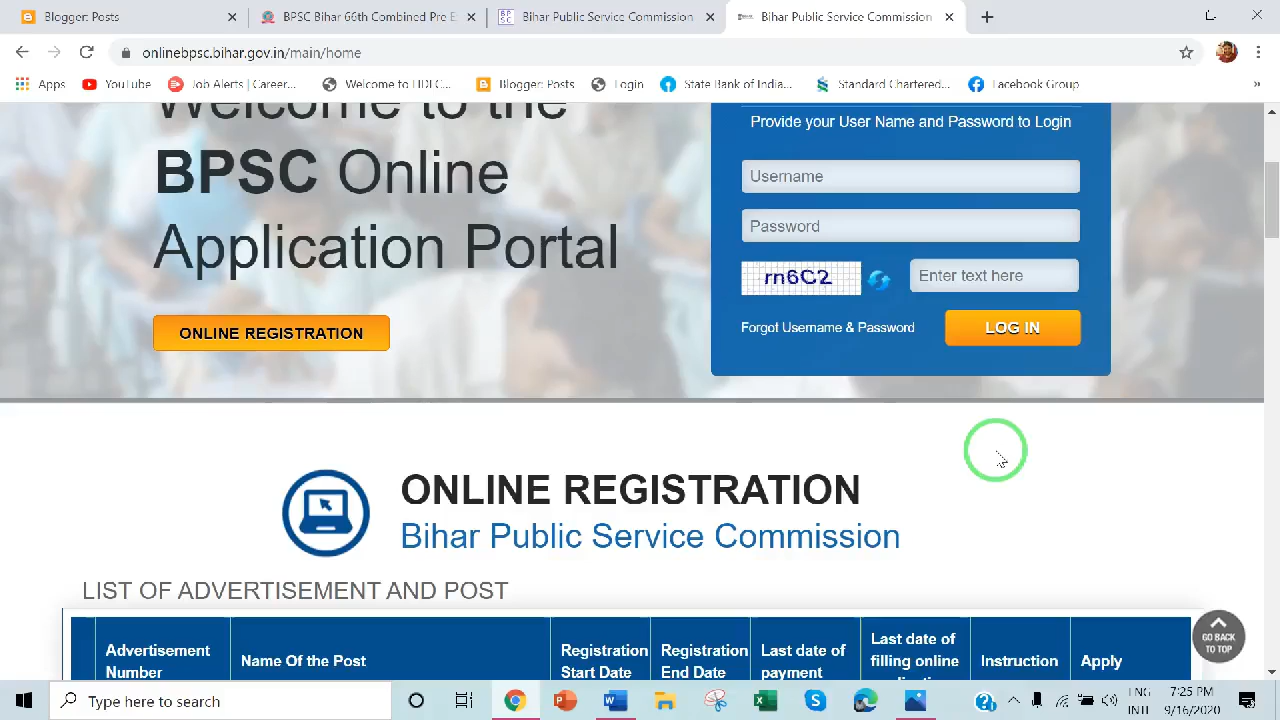 Blogger: Posts
BPSC Bihar 66th Combined Pre E
Bihar Public Service Commission
Bihar Public Service Commission
onlinebpsc.bihar.gov.in/main/home
Apps
YouTube
Job Alerts | Career...
Welcome to HDFC...
Blogger Posts
Login
State Bank of India...
Standard Chartered...
Facebook Group
Welcome to the
BPSC Online
Application Portal
ONLINE REGISTRATION
Provide your User Name and Password to Login
Username
Password
rn6C2
Enter text here
Forgot Username & Password
LOG IN
ONLINE REGISTRATION
Bihar Public Service Commission
LIST OF ADVERTISEMENT AND POST
Advertisement
Number
Name Of the Post
Registration
Start Date
Registration
End Date
Last date of
payment
Last date of
filling online
Instruction
Apply
GO BACK
TO TOP
Type here to search
ENG
INTL
7:25 PM
9/16/2020